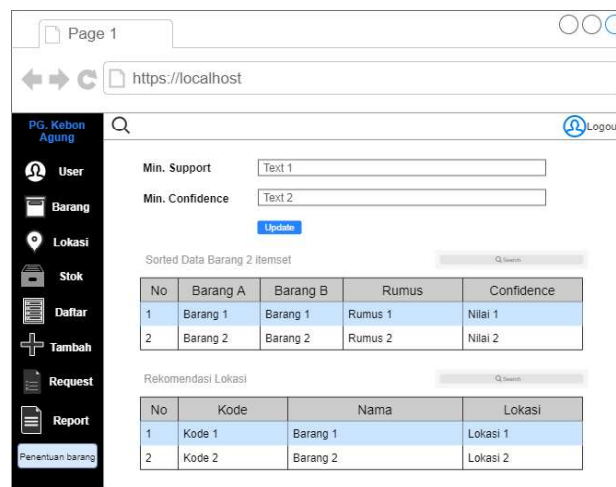 Page 1
https://localhost
PG. Kebon
Agung
Logou
User
Barang
Lokasi
Stok
Daftar
Tambah
Request
Report
Penentuan barang
Min. Support Text 1
Min. Confidence Text 2
Update
Sorted Data Barang 2 itemset Search
No Barang A Barang B Rumus Confidence
1 Barang 1 Barang 1 Rumus 1 Nilai 1
2 Barang 2 Barang 2 Rumus 2 Nilai 2
Rekomendasi Lokasi Search
No Kode Nama Lokasi
1 Kode 1 Barang 1 Lokasi 1
2 Kode 2 Barang 2 Lokasi 2